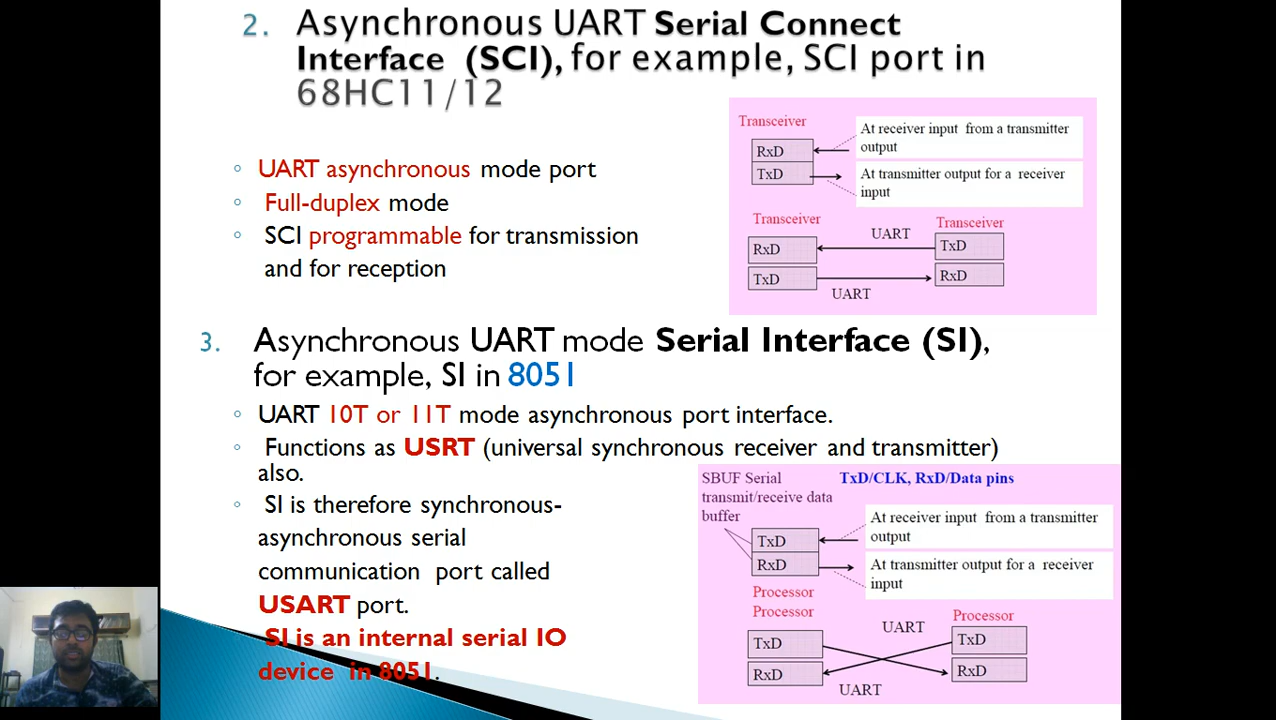 2. Asynchronous UART Serial Connect
Interface (SCI), for example, SCI port in
68HC11/12
◦ UART asynchronous mode port
◦ Full-duplex mode
◦ SCI programmable for transmission
and for reception
Transceiver
RxD
TxD
At receiver input from a transmitter
output
At transmitter output for a receiver
input
Transceiver
RxD
TxD
UART
UART
Transceiver
TxD
RxD
3. Asynchronous UART mode Serial Interface (SI),
for example, SI in 8051
◦ UART 10T or 11T mode asynchronous port interface.
◦ Functions as USRT (universal synchronous receiver and transmitter)
also.
◦ SI is therefore synchronous-
asynchronous serial
communication port called
USART port.
SI is an internal serial IO
device in 8051.
SBUF Serial
transmit/receive data
buffer
TxD/CLK, RxD/Data pins
TxD
RxD
At receiver input from a transmitter
output
At transmitter output for a receiver
input
Processor
Processor
TxD
RxD
UART
UART
Processor
TxD
RxD